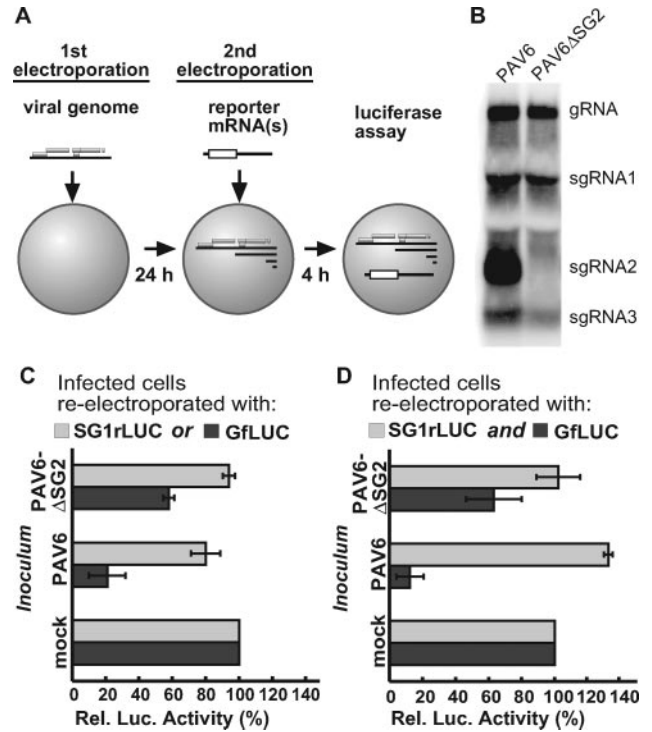 A
1st
electroporation
2nd
electroporation
viral genome
reporter
mRNA(s)
luciferase
assay
24 h
4 h
B
PAV6
PAV6ΔSG2
gRNA
sgRNA1
sgRNA2
sgRNA3
C
Infected cells
re-electroporated with:
SG1rLUC or GfLUC
Inoculum
PAV6-
ΔSG2
PAV6
mock
0 20 40 60 80 100 120 140
Rel. Luc. Activity (%)
D
Infected cells
re-electroporated with:
SG1rLUC and GfLUC
Inoculum
PAV6-
ΔSG2
PAV6
mock
0 20 40 60 80 100 120 140
Rel. Luc. Activity (%)